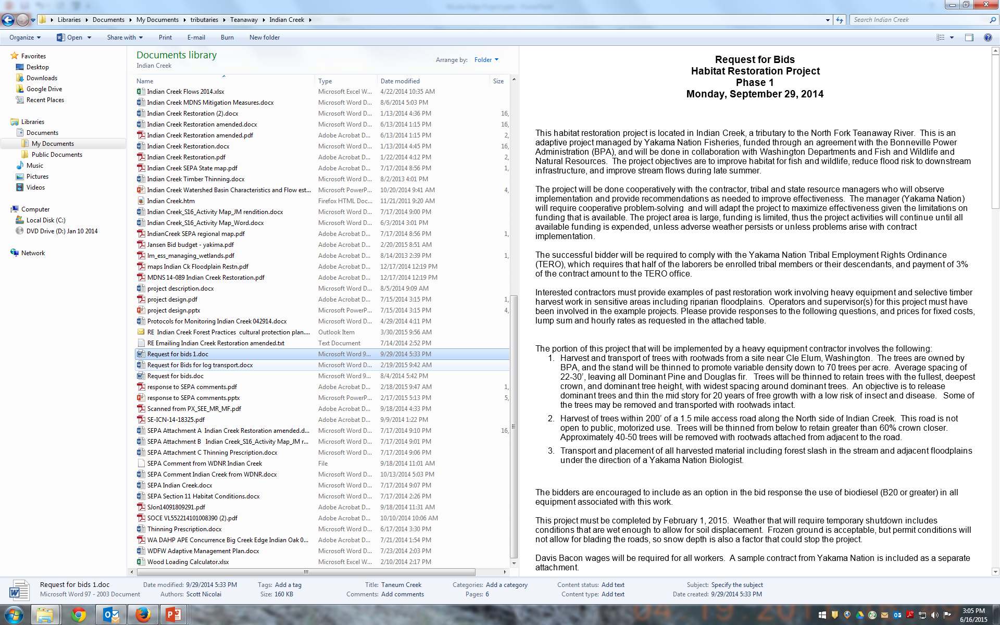 Libraries Documents My Documents tributaries Teanaway Indian Creek
Search Indian Creek
Organize Open Share with Print E-mail Burn New folder
Favorites
Desktop
Downloads
Google Drive
Recent Places
Libraries
Documents
My Documents
Public Documents
Music
Pictures
Videos
Computer
Local Disk (C:)
DVD Drive (D:) Jan 10 2014
Network
Documents library
Indian Creek
Arrange by: Folder
Name Type Date modified Size
Indian Creek Flows 2014.xlsx Microsoft Excel W... 4/22/2014 10:35 AM
Indian Creek MDNS Mitigation Measures.docx Microsoft Word D... 8/6/2014 5:03 PM
Indian Creek Restoration (2).docx Microsoft Word D... 1/13/2014 4:36 PM 16,
Indian Creek Restoration amended.docx Microsoft Word D... 6/13/2014 1:15 PM 16,
Indian Creek Restoration amended.pdf Adobe Acrobat D... 6/13/2014 1:15 PM 2,
Indian Creek Restoration.docx Microsoft Word D... 1/13/2014 4:45 PM 16,
Indian Creek Restoration.pdf Adobe Acrobat D... 1/22/2014 4:12 PM 2,
Indian Creek SEPA State map.pdf Adobe Acrobat D... 7/17/2014 8:56 PM 1,
Indian Creek Timber Thinning.docx Microsoft Word D... 8/2/2013 4:01 PM
Indian Creek Watershed Basin Characteristics and Flow est... Microsoft PowerP... 10/20/2014 9:41 AM 4,
Indian Creek.htm Firefox HTML Doc... 11/21/2011 9:20 AM
Indian Creek_S16_Activity Map_JM rendition.docx Microsoft Word D... 7/17/2014 9:00 PM
Indian Creek_S16_Activity Map_Word.docx Microsoft Word D... 6/3/2014 3:01 PM
IndianCreek SEPA regional map.pdf Adobe Acrobat D... 7/17/2014 8:56 PM 1,
Jansen Bid budget - yakima.pdf Adobe Acrobat D... 2/20/2015 8:51 AM
lm_ess_managing_wetlands.pdf Adobe Acrobat D... 8/14/2013 2:39 PM 1,
maps Indian Ck Floodplain Restn.pdf Adobe Acrobat D... 12/17/2014 12:19 PM
MDNS 14-089 Indian Creek Restoration.pdf Adobe Acrobat D... 12/17/2014 12:19 PM
project description.docx Microsoft Word D... 8/5/2014 9:09 AM
project design.pdf Adobe Acrobat D... 7/15/2014 3:15 PM 1,
project design.pptx Microsoft PowerP... 7/15/2014 3:15 PM 4,
Protocols for Monitoring Indian Creek 042914.docx Microsoft Word D... 4/29/2014 4:11 PM
RE Indian Creek Forest Practices cultural protection plan.... Outlook Item 3/30/2015 9:56 AM
RE Emailing Indian Creek Restoration amended.txt Text Document 7/14/2014 2:52 PM
Request for bids 1.doc Microsoft Word 9... 9/29/2014 5:33 PM
Request for Bids for log transport.docx Microsoft Word D... 2/19/2015 9:42 AM
Request for bids.doc Microsoft Word 9... 8/4/2014 5:42 PM
response to SEPA comments.pdf Adobe Acrobat D... 2/18/2015 9:47 AM 1,
response to SEPA comments.pptx Microsoft PowerP... 2/17/2015 5:13 PM 5,
Scanned from PX_SEE_MR_MF.pdf Adobe Acrobat D... 9/18/2014 4:33 PM
SE-ICN-14-18325.pdf Adobe Acrobat D... 9/9/2014 1:22 PM
SEPA Attachment A Indian Creek Restoration amended.d... Microsoft Word D... 7/17/2014 9:10 PM 16,
SEPA Attachment B Indian Creek_S16_Activity Map_JM r... Microsoft Word D... 7/17/2014 9:01 PM
SEPA Attachment C Thinning Prescription.docx Microsoft Word D... 7/17/2014 9:06 PM
SEPA Comment from WDNR Indian Creek File 9/18/2014 11:01 AM
SEPA Comment Indian Creek from WDNR.docx Microsoft Word D... 10/13/2014 5:03 PM
SEPA Indian Creek.docx Microsoft Word D... 7/17/2014 9:07 PM
SEPA Section 11 Habitat Conditions.docx Microsoft Word D... 7/17/2014 2:26 PM
SJon14091809291.pdf Adobe Acrobat D... 9/18/2014 11:31 AM
SOCE VL552214101008390 (2).pdf Adobe Acrobat D... 10/10/2014 10:06 AM
Thinning Prescription.docx Microsoft Word D... 6/17/2014 3:30 PM
WA DAHP APE Concurrence Big Creek Edge Indian Oak 0... Adobe Acrobat D... 7/21/2014 1:54 PM
WDFW Adaptive Management Plan.docx Microsoft Word D... 7/23/2014 2:03 PM
Wood Loading Calculator.xlsx Microsoft Excel W... 2/10/2014 2:17 PM
Request for Bids
Habitat Restoration Project
Phase 1
Monday, September 29, 2014
This habitat restoration project is located in Indian Creek, a tributary to the North Fork Teanaway River. This is an
adaptive project managed by Yakama Nation Fisheries, funded through an agreement with the Bonneville Power
Administration (BPA), and will be done in collaboration with Washington Departments and Fish and Wildlife and
Natural Resources. The project objectives are to improve habitat for fish and wildlife, reduce flood risk to downstream
infrastructure, and improve stream flows during late summer.
The project will be done cooperatively with the contractor, tribal and state resource managers who will observe
implementation and provide recommendations as needed to improve effectiveness. The manager (Yakama Nation)
will require cooperative problem-solving and will adapt the project to maximize effectiveness given the limitations on
funding that is available. The project area is large, funding is limited, thus the project activities will continue until all
available funding is expended, unless adverse weather persists or unless problems arise with contract
implementation.
The successful bidder will be required to comply with the Yakama Nation Tribal Employment Rights Ordinance
(TERO), which requires that half of the laborers be enrolled tribal members or their descendants, and payment of 3%
of the contract amount to the TERO office.
Interested contractors must provide examples of past restoration work involving heavy equipment and selective timber
harvest work in sensitive areas including riparian floodplains. Operators and supervisor(s) for this project must have
been involved in the example projects. Please provide responses to the following questions, and prices for fixed costs,
lump sum and hourly rates as requested in the attached table.
The portion of this project that will be implemented by a heavy equipment contractor involves the following:
1. Harvest and transport of trees with rootwads from a site near Cle Elum, Washington. The trees are owned by
BPA, and the stand will be thinned to promote variable density down to 70 trees per acre. Average spacing of
22-30’, leaving all Dominant Pine and Douglas fir. Trees will be thinned to retain trees with the fullest, deepest
crown, and dominant tree height, with widest spacing around dominant trees. An objective is to release
dominant trees and thin the mid story for 20 years of free growth with a low risk of insect and disease. Some of
the trees may be removed and transported with rootwads intact.
2. Harvest of trees within 200’ of a 1.5 mile access road along the North side of Indian Creek. This road is not
open to public, motorized use. Trees will be thinned from below to retain greater than 60% crown closer.
Approximately 40-50 trees will be removed with rootwads attached from adjacent to the road.
3. Transport and placement of all harvested material including forest slash in the stream and adjacent floodplains
under the direction of a Yakama Nation Biologist.
The bidders are encouraged to include as an option in the bid response the use of biodiesel (B20 or greater) in all
equipment associated with this work.
This project must be completed by February 1, 2015. Weather that will require temporary shutdown includes
conditions that are wet enough to allow for soil displacement. Frozen ground is acceptable, but permit conditions will
not allow for blading the roads, so snow depth is also a factor that could stop the project.
Davis Bacon wages will be required for all workers. A sample contract from Yakama Nation is included as a separate
attachment.
Request for bids 1.doc Date modified: 9/29/2014 5:33 PM Tags: Add a tag Title: Taneum Creek Categories: Add a category Content status: Add text Subject: Specify the subject
Microsoft Word 97 - 2003 Document Authors: Scott Nicolai Size: 160 KB Comments: Add comments Pages: 6 Content type: Add text Date created: 9/29/2014 5:33 PM
3:05 PM
6/16/2015